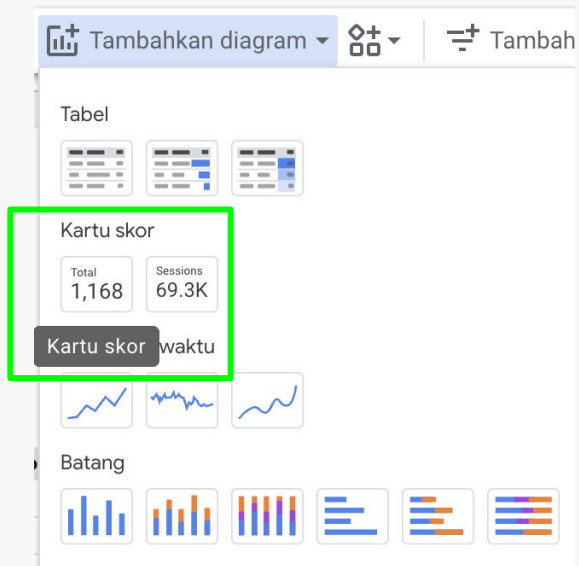 Tambahkan diagram
Tambah
Tabel
Kartu skor
Total
1,168
Sessions
69.3K
Kartu skor
waktu
Batang